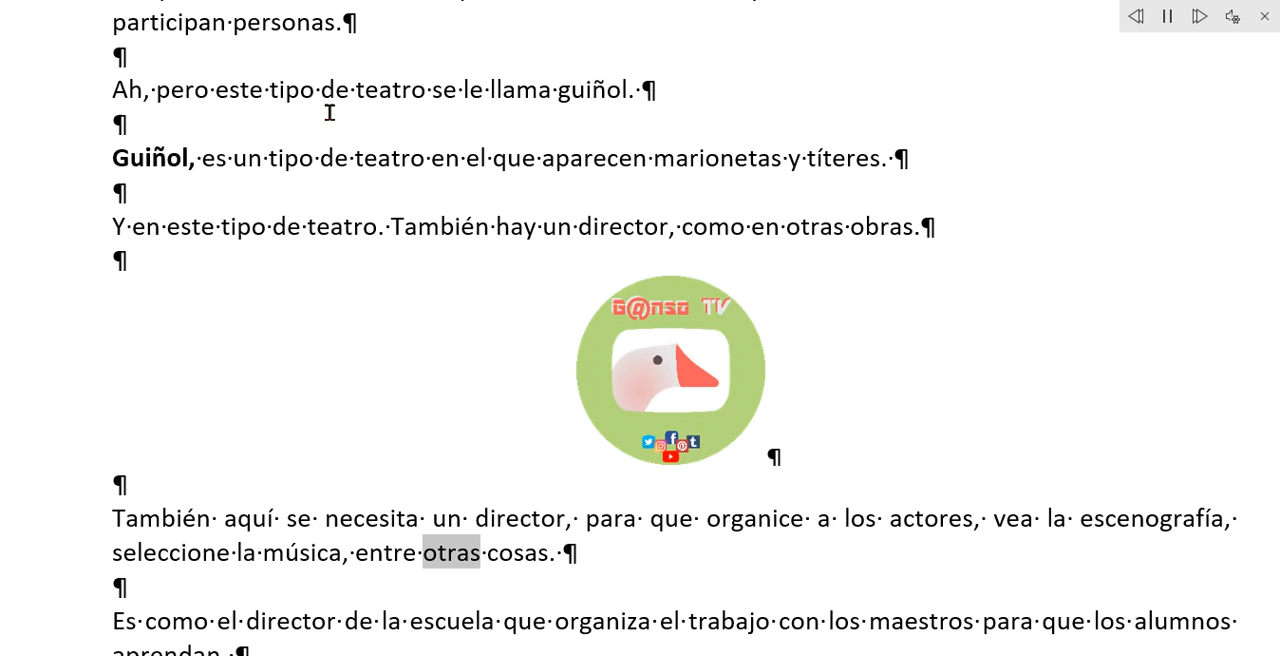 participan personas.¶
¶
Ah, pero este tipo de teatro se le llama guiñol. ¶
¶
Guiñol, es un tipo de teatro en el que aparecen marionetas y títeres. ¶
¶
Y en este tipo de teatro. También hay un director, como en otras obras.¶
¶
G@nso TV
¶
¶
También aquí se necesita un director, para que organice a los actores, vea la escenografía,
seleccione la música, entre otras cosas. ¶
¶
Es como el director de la escuela que organiza el trabajo con los maestros para que los alumnos
aprendan. ¶